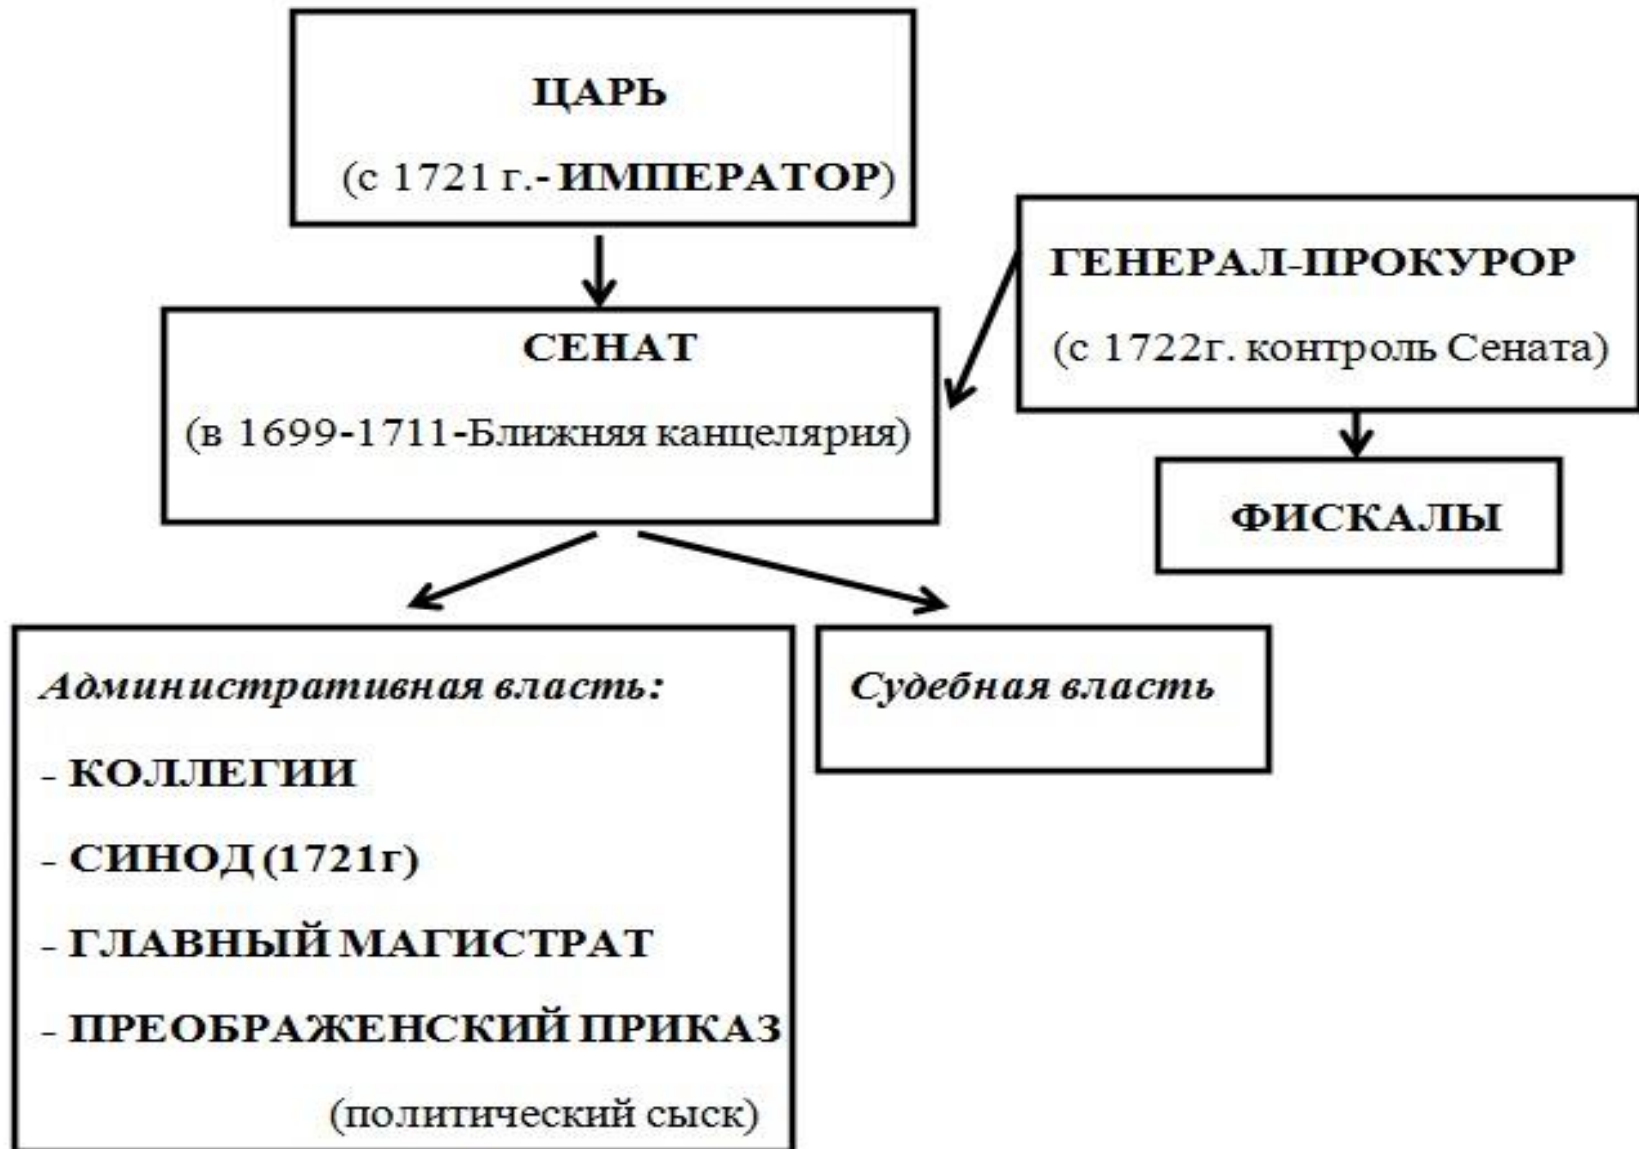 ЦАРЬ
(с 1721 г.- ИМПЕРАТОР)
ГЕНЕРАЛ-ПРОКУРОР
(с 1722г. контроль Сената)
СЕНАТ
(в 1699-1711-Ближняя канцелярия)
ФИСКАЛЫ
Административная власть:
- КОЛЛЕГИИ
- СИНОД (1721г)
- ГЛАВНЫЙ МАГИСТРАТ
- ПРЕОБРАЖЕНСКИЙ ПРИКАЗ
(политический сыск)
Судебная власть